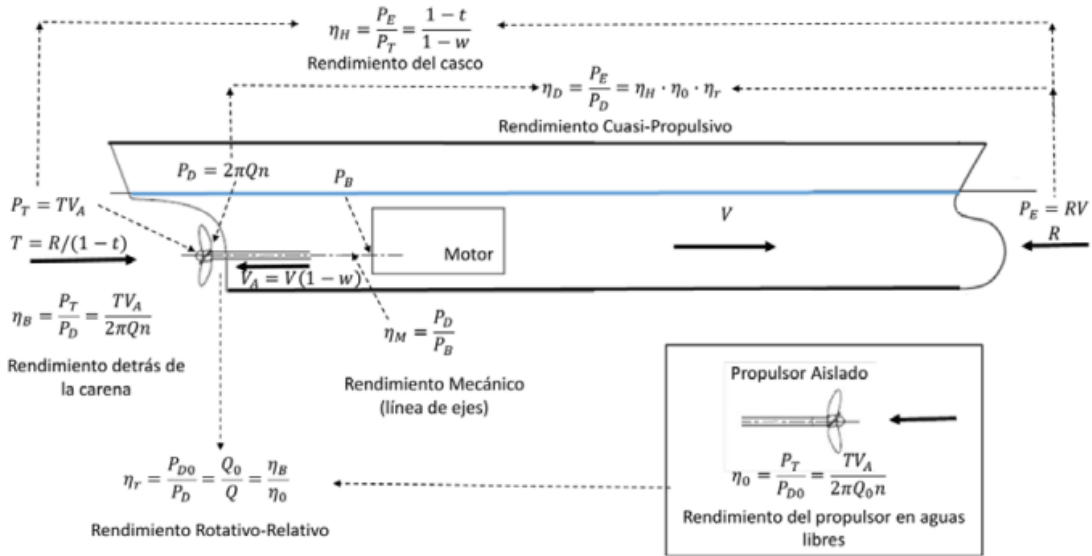 η_H = P_E/P_T = (1 − t)/(1 − w)
Rendimiento del casco
η_D = P_E/P_D = η_H · η_0 · η_r
Rendimiento Cuasi-Propulsivo
P_D = 2πQn
P_B
P_T = TV_A
T = R/(1 − t)
V
P_E = RV
R
Motor
V_A = V(1 − w)
η_B = P_T/P_D = TV_A/2πQn
Rendimiento detrás de
la carena
η_M = P_D/P_B
Rendimiento Mecánico
(línea de ejes)
Propulsor Aislado
η_0 = P_T/P_D0 = TV_A/2πQ_0n
Rendimiento del propulsor en aguas
libres
η_r = P_D0/P_D = Q_0/Q = η_B/η_0
Rendimiento Rotativo-Relativo